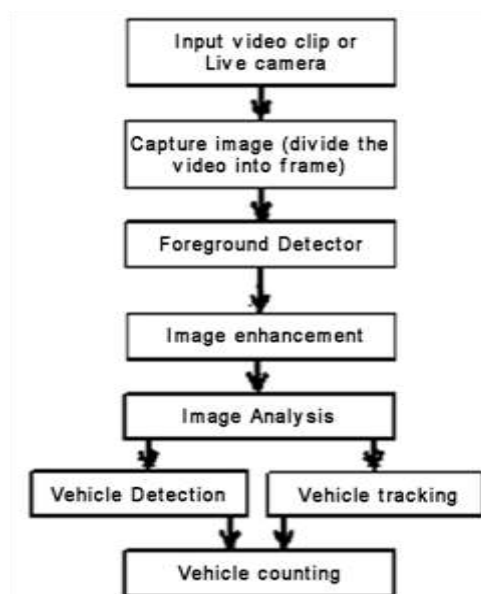 Input video clip or
Live camera
Capture image (divide the
video into frame)
Foreground Detector
Image enhancement
Image Analysis
Vehicle Detection
Vehicle tracking
Vehicle counting